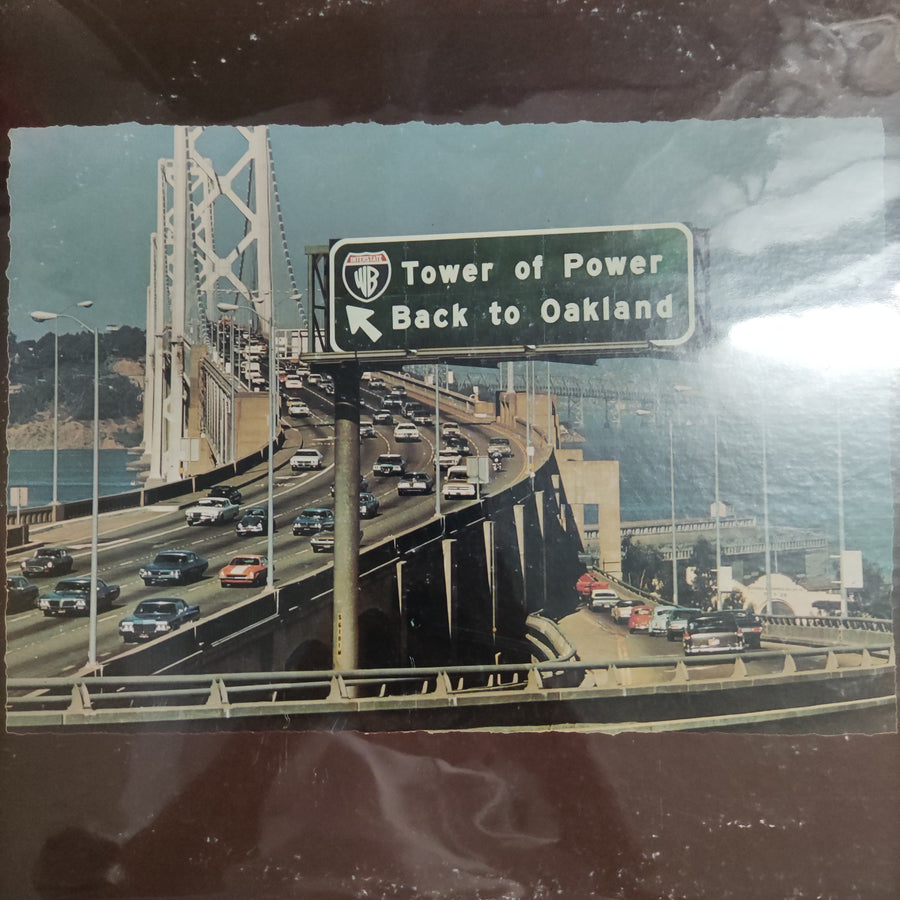 INTERSTATE
WB
Tower of Power
Back to Oakland